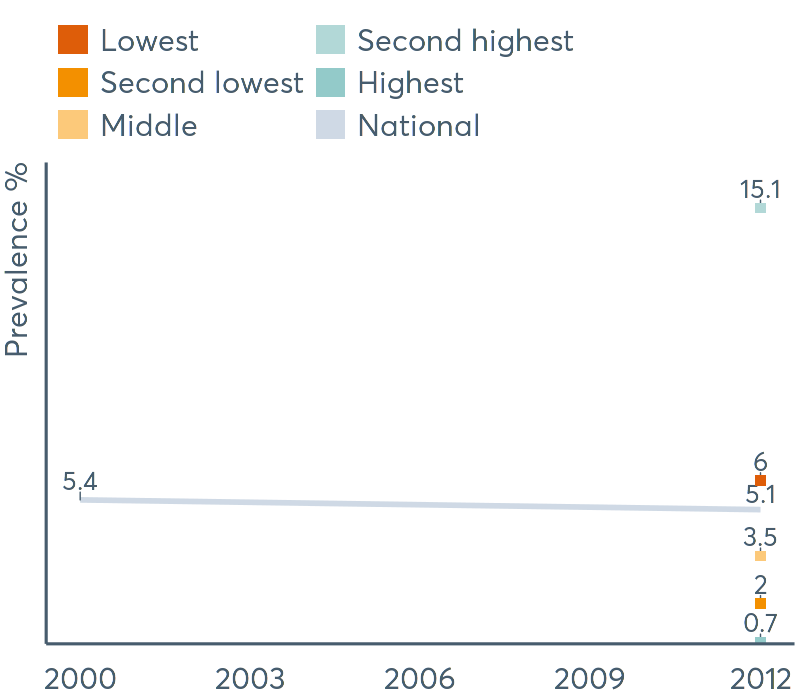 Lowest
Second highest
Second lowest
Highest
Middle
National
Prevalence %
15.1
6
5.4
5.1
3.5
2
0.7
2000 2003 2006 2009 2012